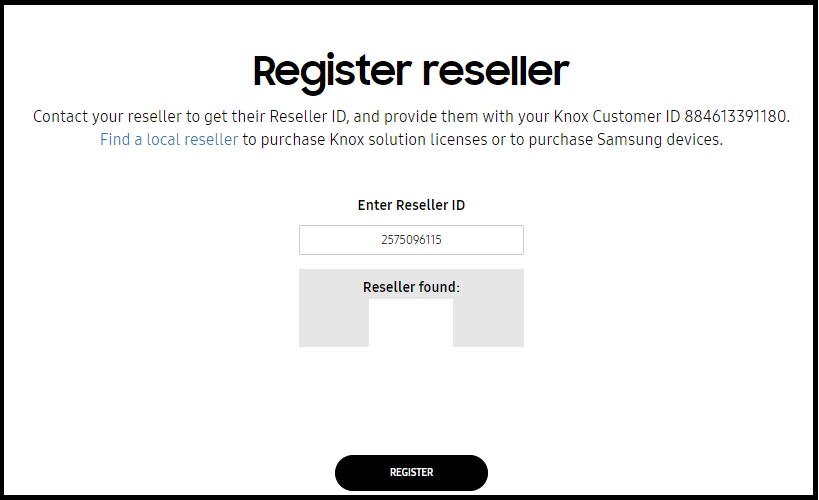 Register reseller
Contact your reseller to get their Reseller ID, and provide them with your Knox Customer ID 884613391180.
Find a local reseller to purchase Knox solution licenses or to purchase Samsung devices.
Enter Reseller ID
2575096115
Reseller found:
REGISTER